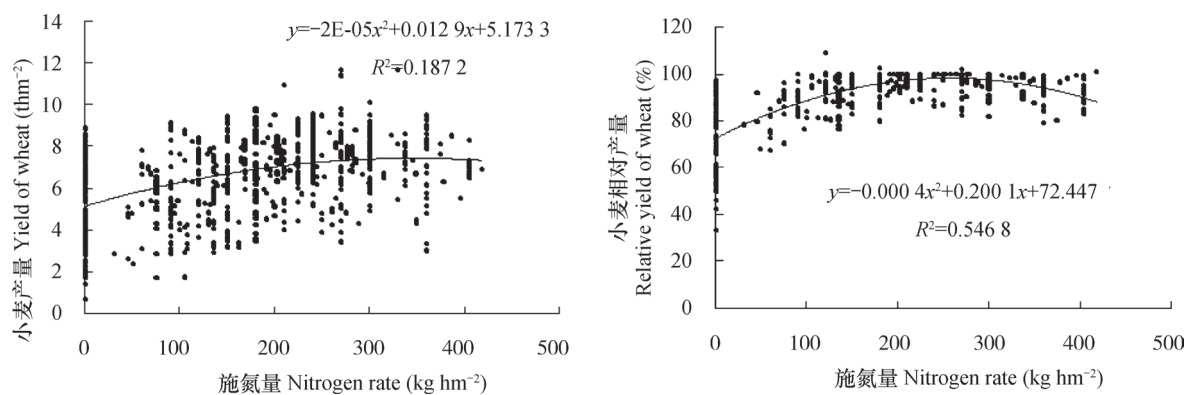 小麦产量 Yield of wheat (thm⁻²)
14
12
10
8
6
4
2
0
y=−2E-05x²+0.012 9x+5.173 3
R²=0.187 2
0 100 200 300 400 500
施氮量 Nitrogen rate (kg hm⁻²)
小麦相对产量
Relative yield of wheat (%)
120
100
80
60
40
20
0
y=−0.000 4x²+0.200 1x+72.447
R²=0.546 8
0 100 200 300 400 500
施氮量 Nitrogen rate (kg hm⁻²)